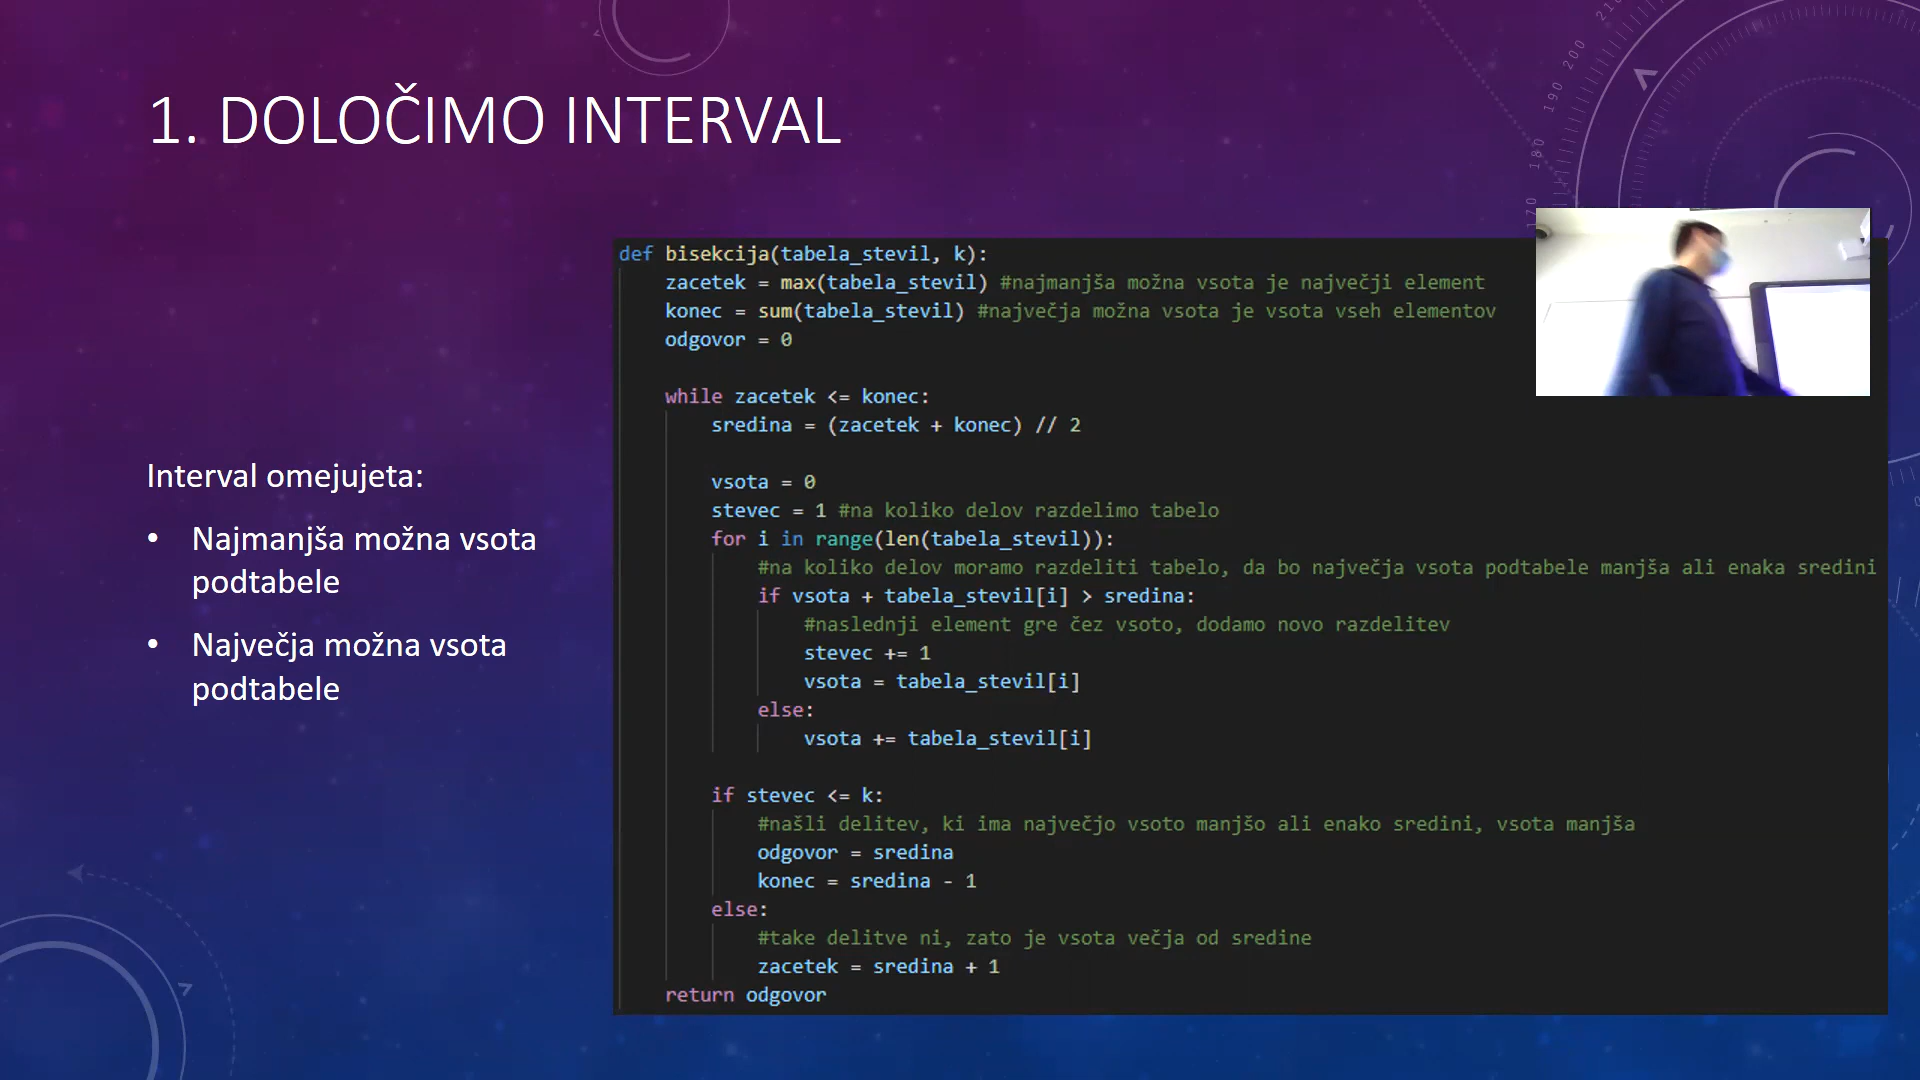 1. DOLOČIMO INTERVAL
Interval omejujeta:
• Najmanjša možna vsota
podtabele
• Največja možna vsota
podtabele
def bisekcija(tabela_stevil, k):
    zacetek = max(tabela_stevil) #najmanjša možna vsota je največji element
    konec = sum(tabela_stevil) #največja možna vsota je vsota vseh elementov
    odgovor = 0
    while zacetek <= konec:
        sredina = (zacetek + konec) // 2
        vsota = 0
        stevec = 1 #na koliko delov razdelimo tabelo
        for i in range(len(tabela_stevil)):
            #na koliko delov moramo razdeliti tabelo, da bo največja vsota podtabele manjša ali enaka sredini
            if vsota + tabela_stevil[i] > sredina:
                #naslednji element gre čez vsoto, dodamo novo razdelitev
                stevec += 1
                vsota = tabela_stevil[i]
            else:
                vsota += tabela_stevil[i]
        if stevec <= k:
            #našli delitev, ki ima največjo vsoto manjšo ali enako sredini, vsota manjša
            odgovor = sredina
            konec = sredina - 1
        else:
            #take delitve ni, zato je vsota večja od sredine
            zacetek = sredina + 1
    return odgovor
170
180
190
200